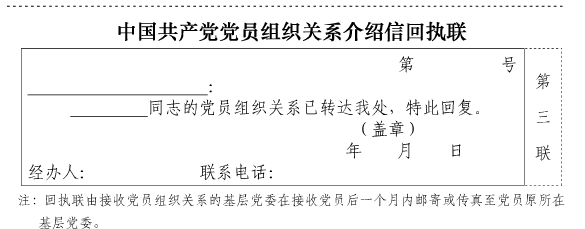 中国共产党党员组织关系介绍信回执联
第 号
：
同志的党员组织关系已转达我处，特此回复。
（盖章）
年 月 日
经办人： 联系电话：
第三联
注：回执联由接收党员组织关系的基层党委在接收党员后一个月内邮寄或传真至党员原所在
基层党委。